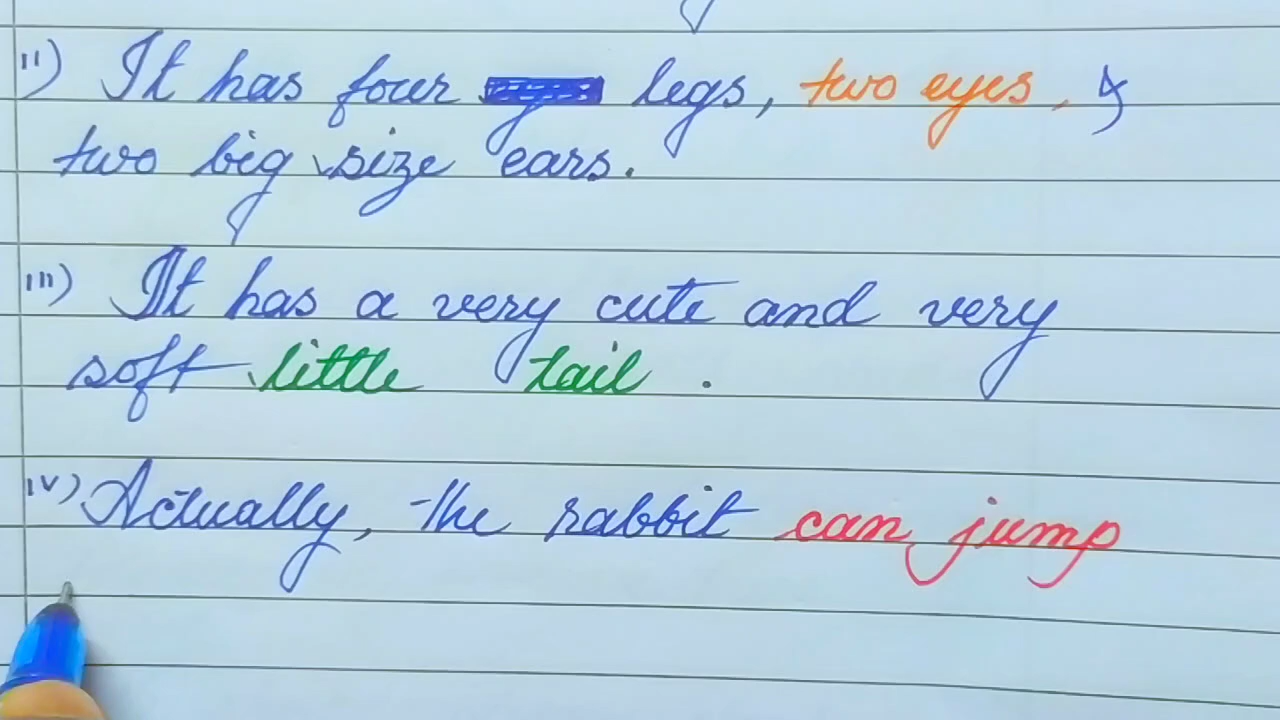 ii) It has four legs, two eyes, &
two big size ears.
iii) It has a very cute and very
soft little tail.
iv) Actually, the rabbit can jump